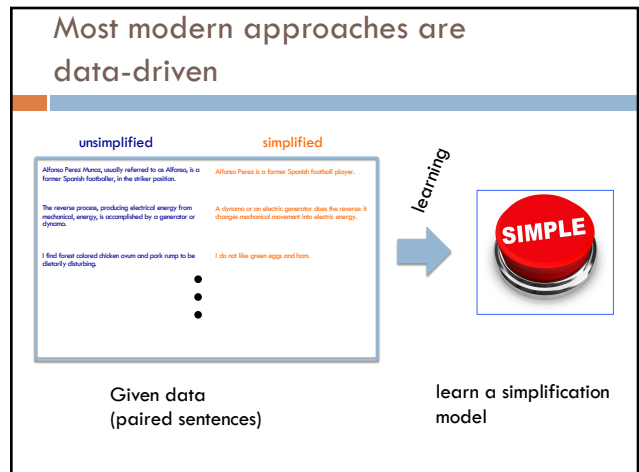 Most modern approaches are
data-driven
unsimplified
simplified
Alfonso Perez Munoz, usually referred to as Alfonso, is a
former Spanish footballer, in the striker position.
Alfonso Perez is a former Spanish football player.
The reverse process, producing electrical energy from
mechanical, energy, is accomplished by a generator or
dynamo.
A dynamo or an electric generator does the reverse: it
changes mechanical movement into electric energy.
I find forest colored chicken ovum and pork rump to be
dietarily disturbing.
I do not like green eggs and ham.
learning
SIMPLE
Given data
(paired sentences)
learn a simplification
model